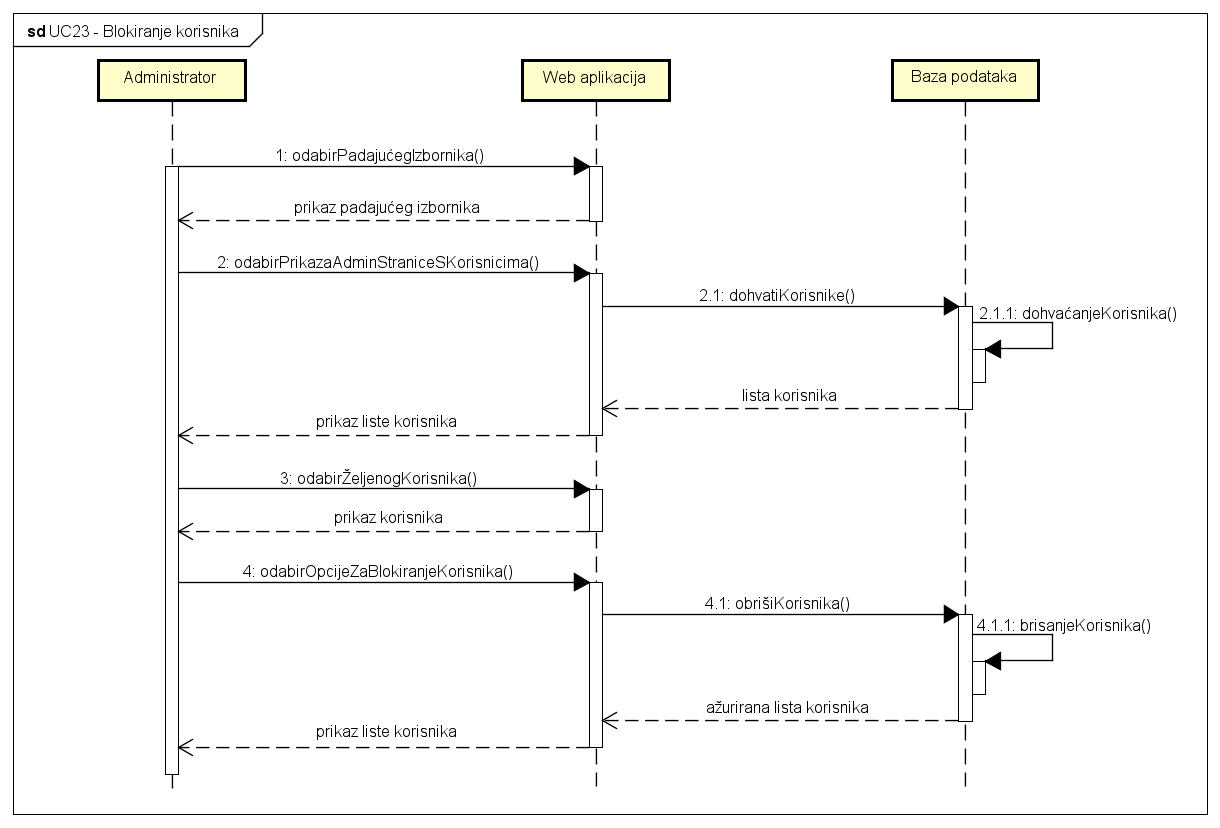 sd UC23 - Blokiranje korisnika
Administrator
Web aplikacija
Baza podataka
1: odabirPadajućegIzbornika()
prikaz padajućeg izbornika
2: odabirPrikazaAdminStraniceSKorisnicima()
2.1: dohvatiKorisnike()
2.1.1: dohvaćanjeKorisnika()
lista korisnika
prikaz liste korisnika
3: odabirŽeljenogKorisnika()
prikaz korisnika
4: odabirOpcijeZaBlokiranjeKorisnika()
4.1: obrišiKorisnika()
4.1.1: brisanjeKorisnika()
ažurirana lista korisnika
prikaz liste korisnika